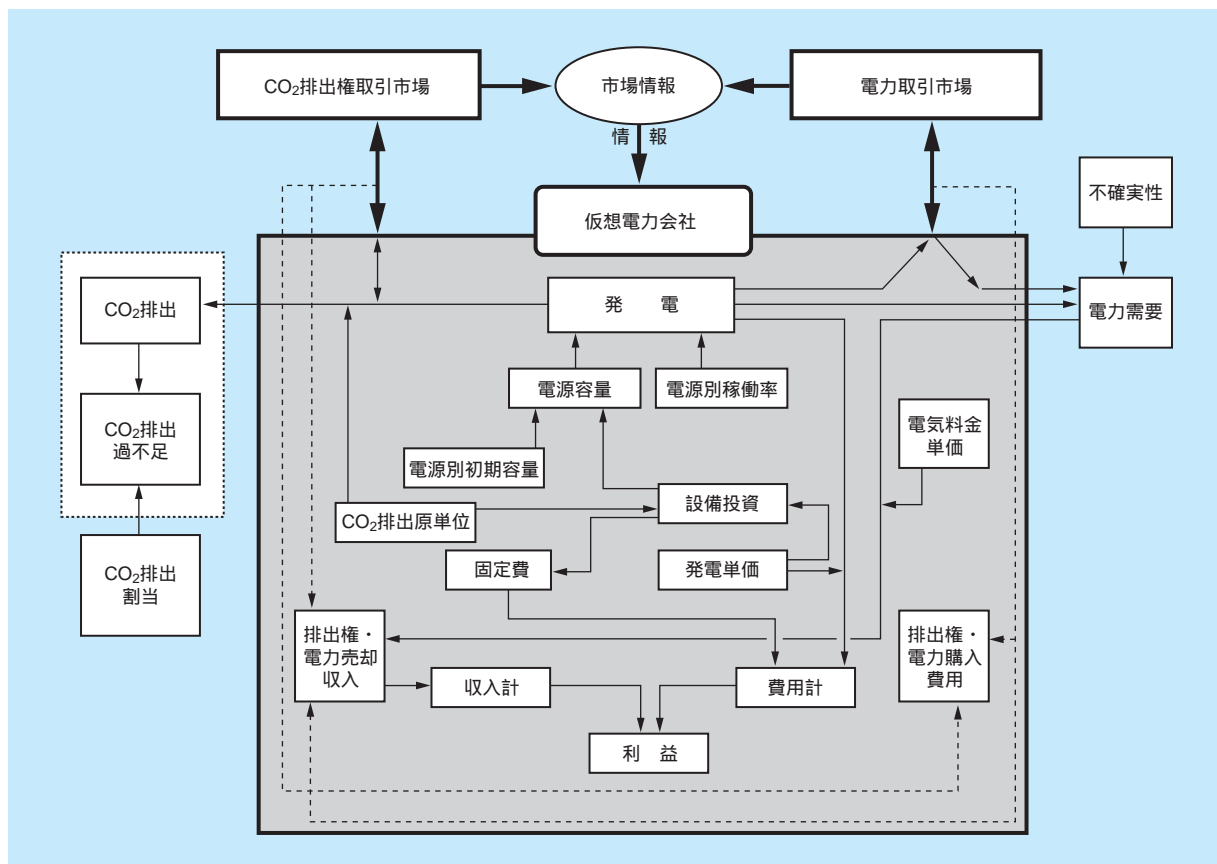 CO₂排出権取引市場
市場情報
電力取引市場
情 報
仮想電力会社
不確実性
CO₂排出
発 電
電力需要
電源容量
電源別稼働率
CO₂排出
過不足
電気料金
単価
電源別初期容量
設備投資
CO₂排出原単位
固定費
発電単価
CO₂排出
割当
排出権・
電力売却
収入
排出権・
電力購入
費用
収入計
費用計
利 益